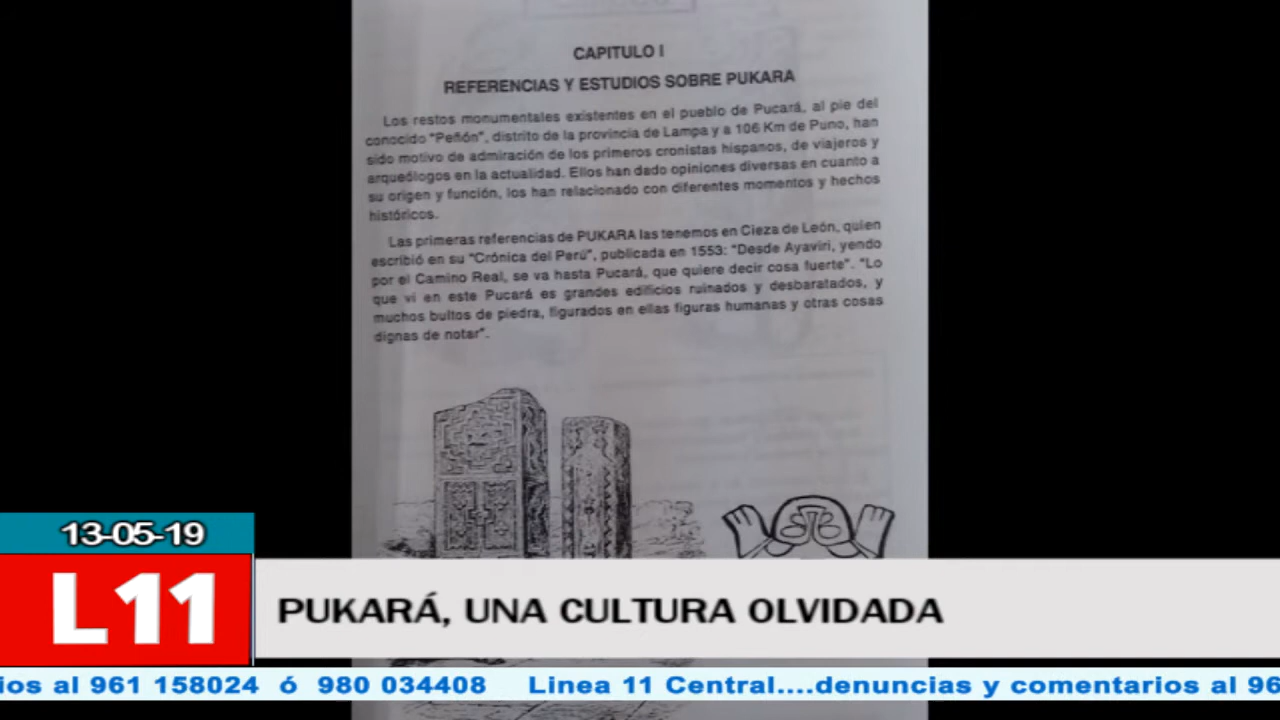 CAPITULO I
REFERENCIAS Y ESTUDIOS SOBRE PUKARA
Los restos monumentales existentes en el pueblo de Pucará, al pie del
conocido "Peñón", distrito de la provincia de Lampa y a 106 Km de Puno, han
sido motivo de admiración de los primeros cronistas hispanos, de viajeros y
arqueólogos en la actualidad. Ellos han dado opiniones diversas en cuanto a
su origen y función, los han relacionado con diferentes momentos y hechos
históricos.
Las primeras referencias de PUKARA las tenemos en Cieza de León, quien
escribió en su "Crónica del Perú", publicada en 1553: "Desde Ayaviri, yendo
por el Camino Real, se va hasta Pucará, que quiere decir cosa fuerte". "Lo
que vi en este Pucará es grandes edificios ruinados y desbaratados, y
muchos bultos de piedra, figurados en ellas figuras humanas y otras cosas
dignas de notar".
13-05-19
L11
PUKARÁ, UNA CULTURA OLVIDADA
ios al 961 158024 ó 980 034408 Linea 11 Central....denuncias y comentarios al 96